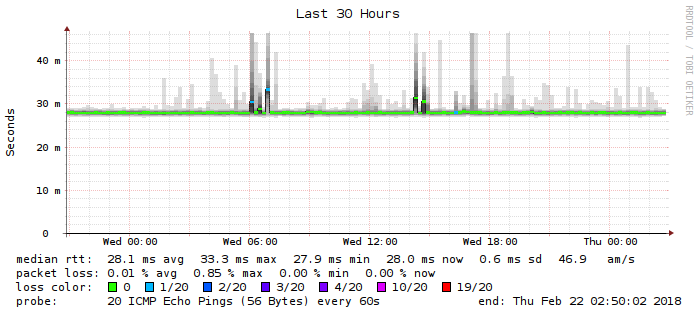 Last 30 Hours
RRDTOOL / TOBI OETIKER
Seconds
40 m
30 m
20 m
10 m
0
Wed 00:00 Wed 06:00 Wed 12:00 Wed 18:00 Thu 00:00
median rtt: 28.1 ms avg 33.3 ms max 27.9 ms min 28.0 ms now 0.6 ms sd 46.9 am/s
packet loss: 0.01 % avg 0.85 % max 0.00 % min 0.00 % now
loss color: 0 1/20 2/20 3/20 4/20 10/20 19/20
probe: 20 ICMP Echo Pings (56 Bytes) every 60s end: Thu Feb 22 02:50:02 2018